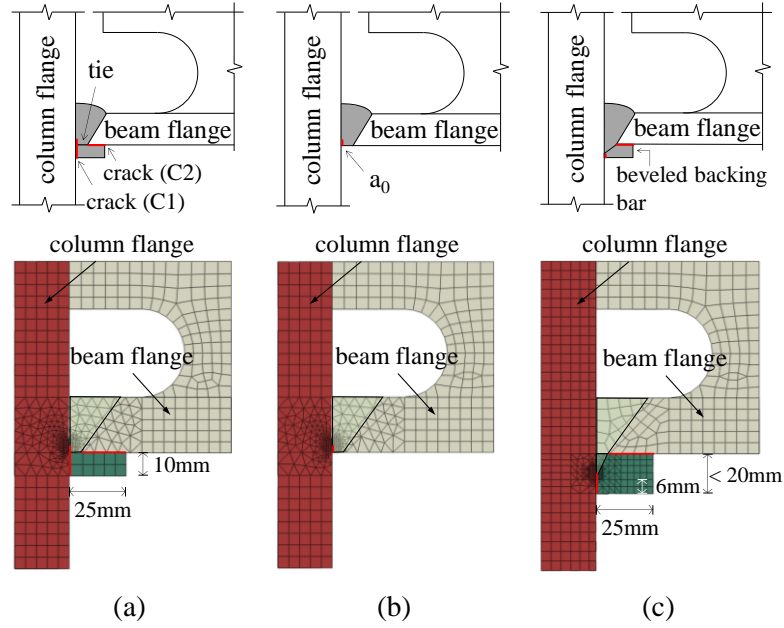 column flange
tie
beam flange
crack (C2)
crack (C1)
column flange
beam flange
a0
column flange
beam flange
beveled backing
bar
column flange
beam flange
10mm
25mm
column flange
beam flange
column flange
beam flange
< 20mm
6mm
25mm
(a)
(b)
(c)